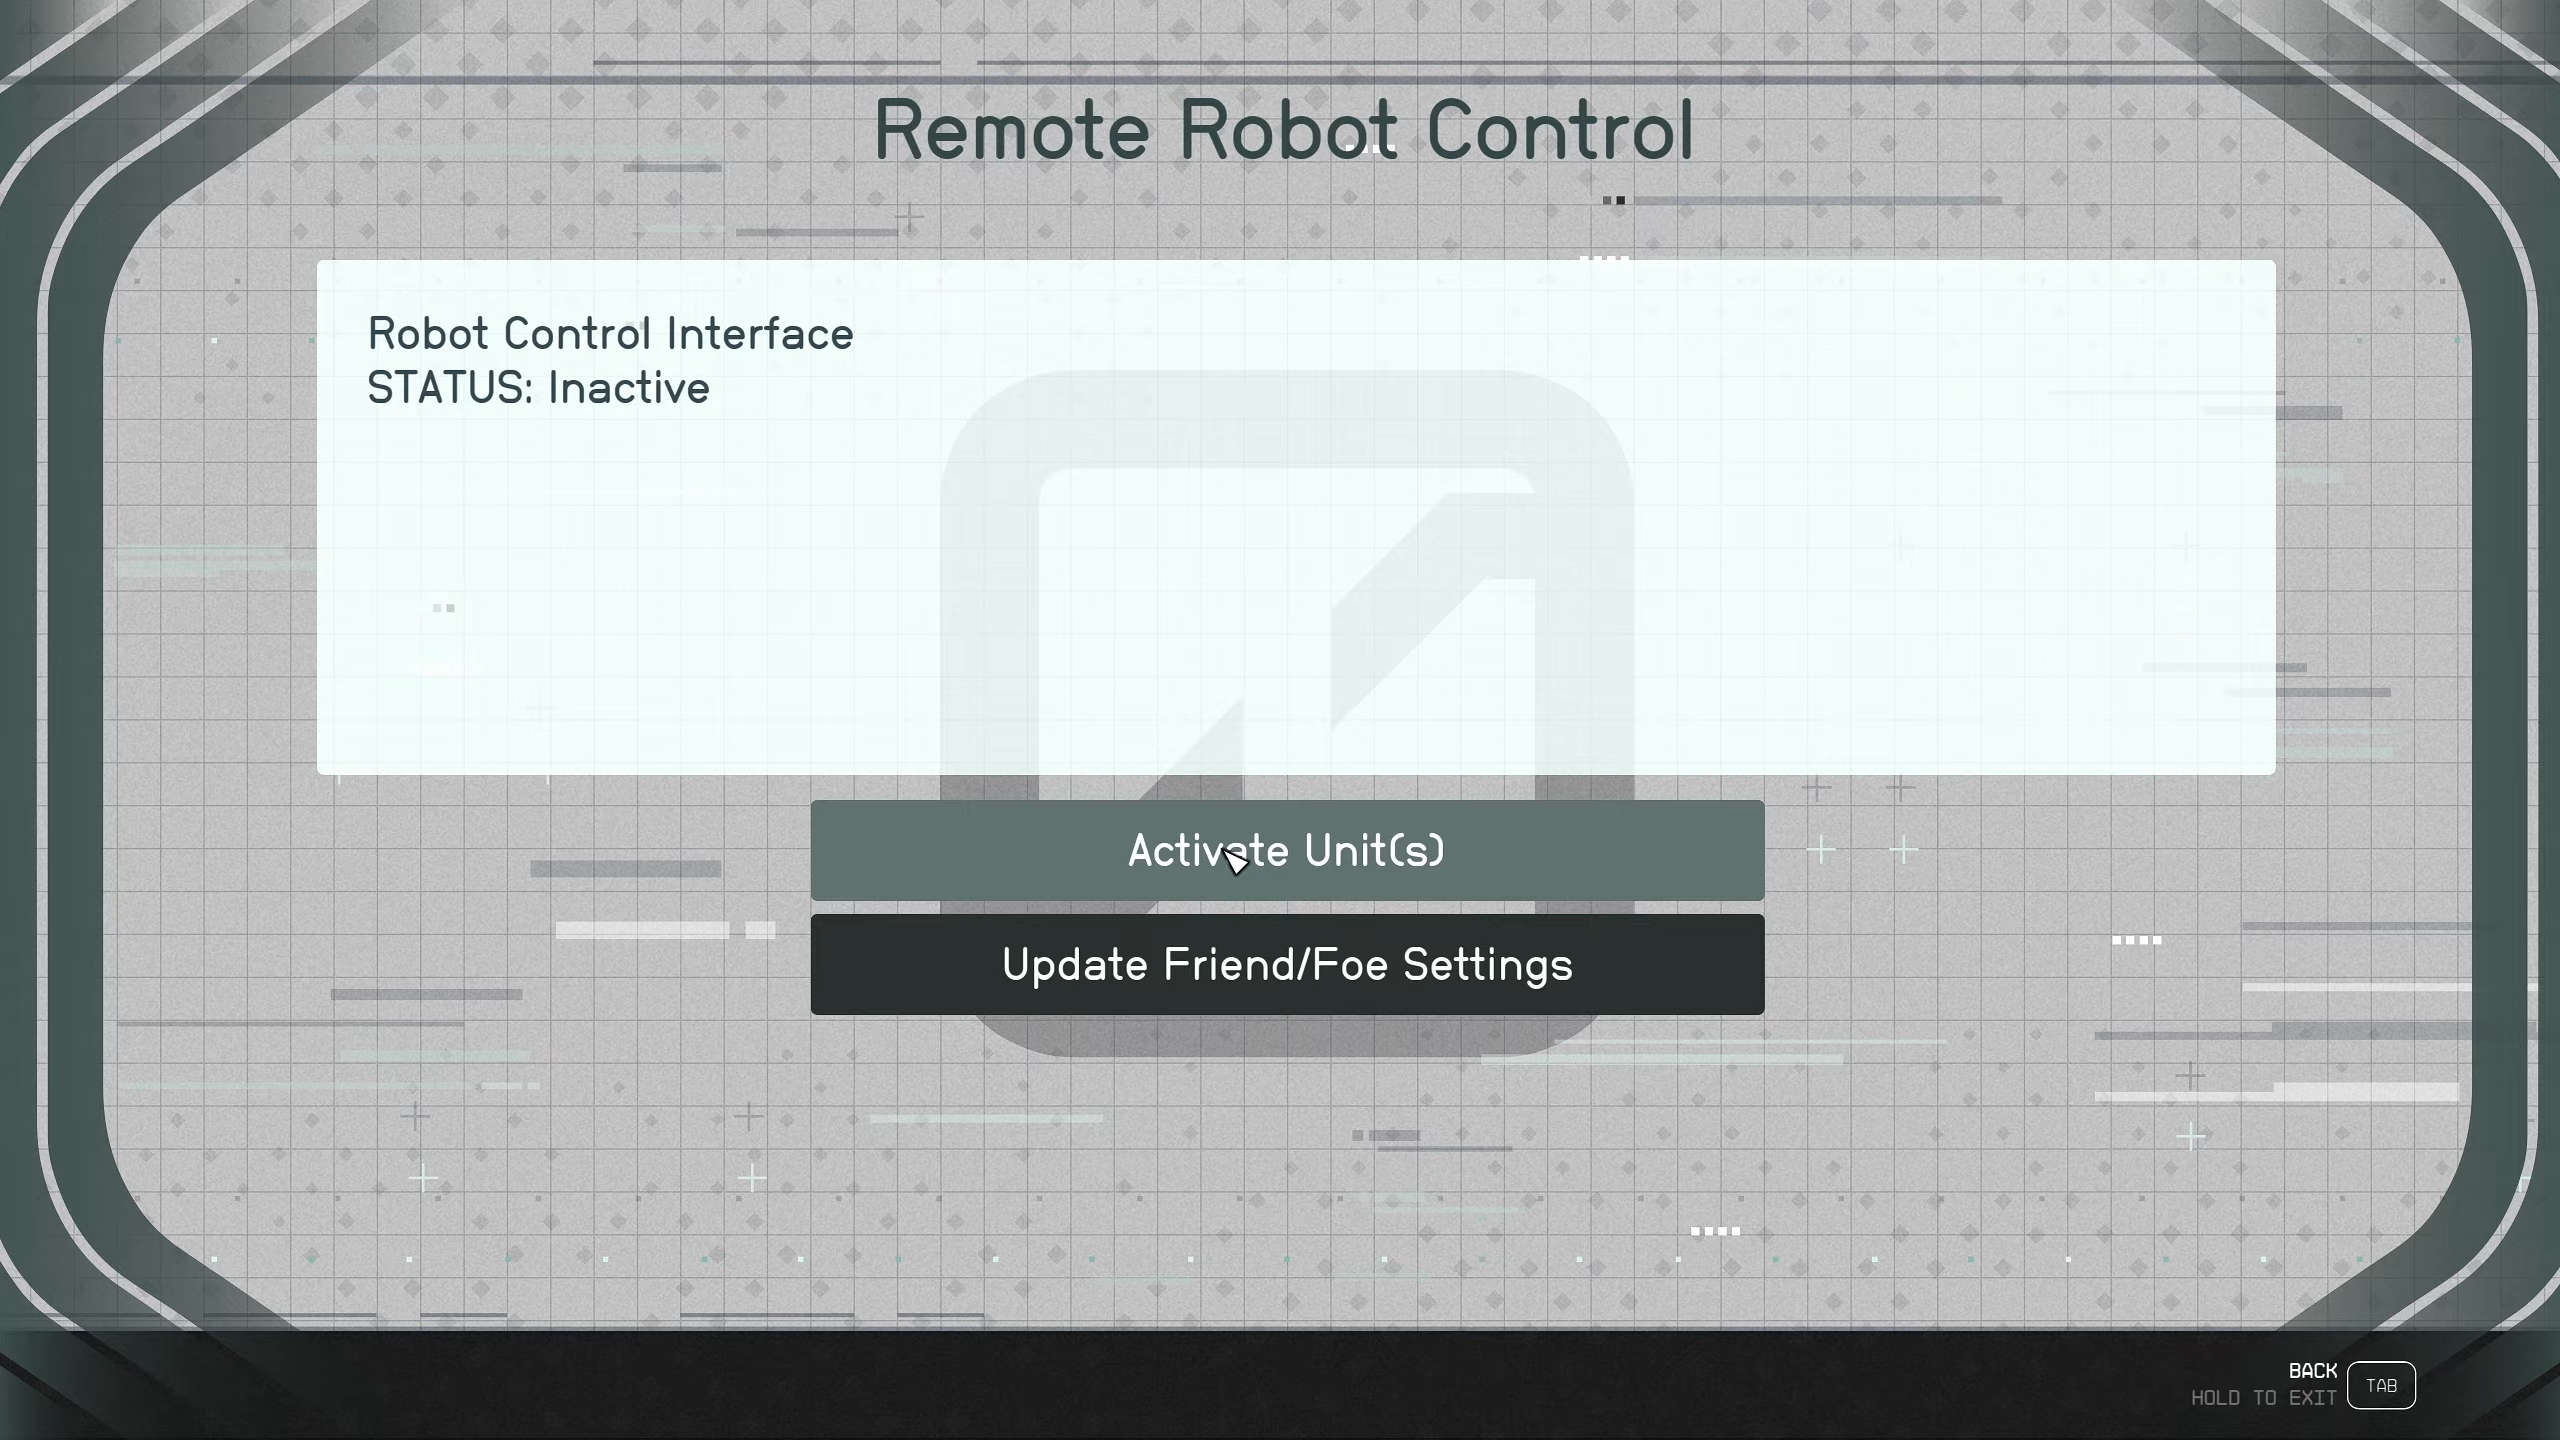 Remote Robot Control
Robot Control Interface
STATUS: Inactive
Activate Unit(s)
Update Friend/Foe Settings
BACK
HOLD TO EXIT
TAB